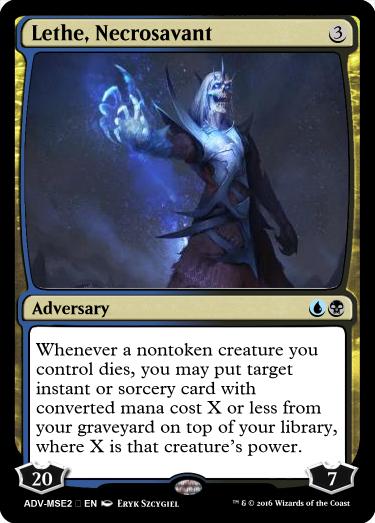 Lethe, Necrosavant 3
Adversary
Whenever a nontoken creature you
control dies, you may put target
instant or sorcery card with
converted mana cost X or less from
your graveyard on top of your library,
where X is that creature's power.
20 7
ADV-MSE2 □ EN ERYK SZCYGIEL ™ & © 2016 Wizards of the Coast